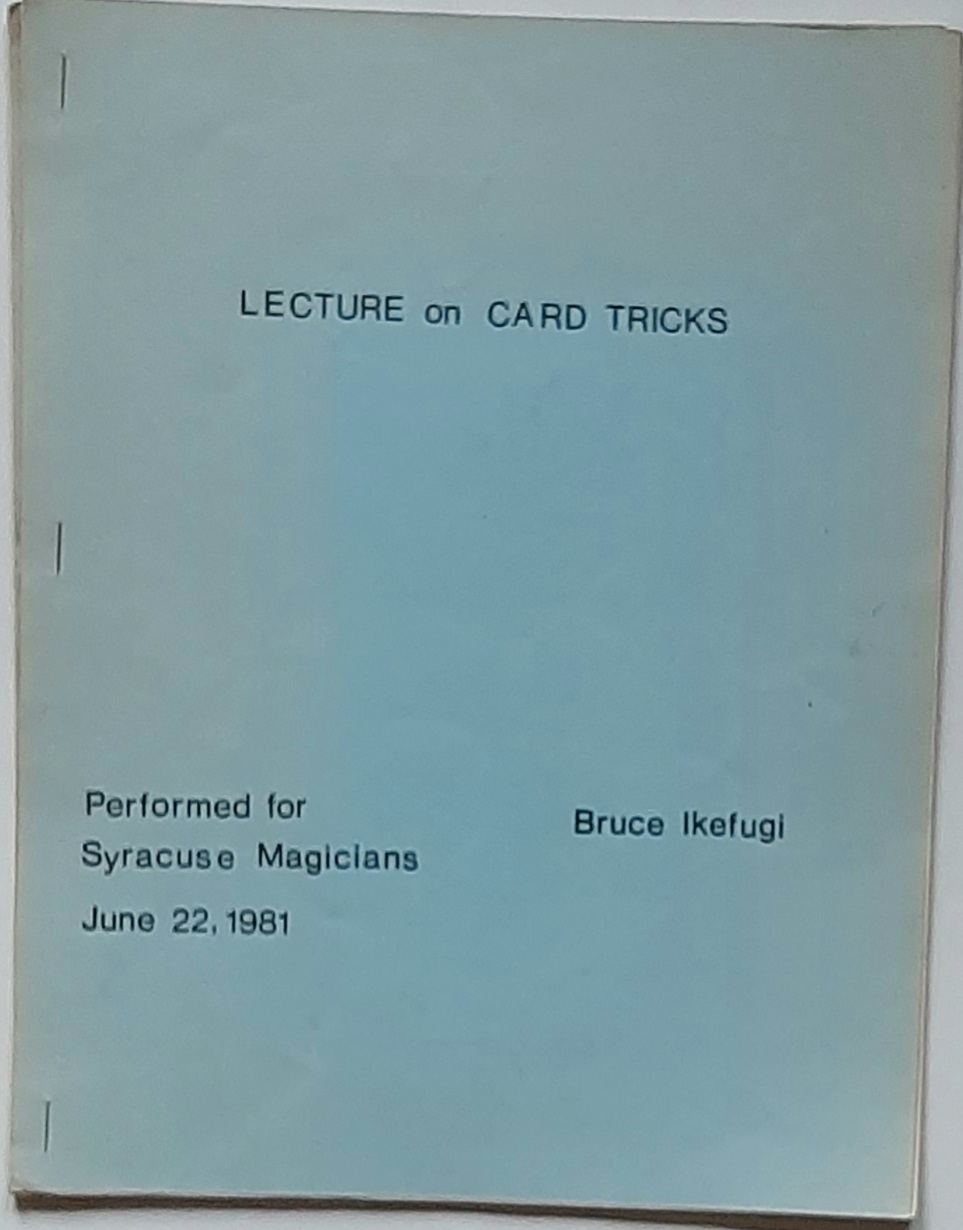 LECTURE on CARD TRICKS
Performed for
Syracuse Magicians
June 22, 1981
Bruce Ikefugi